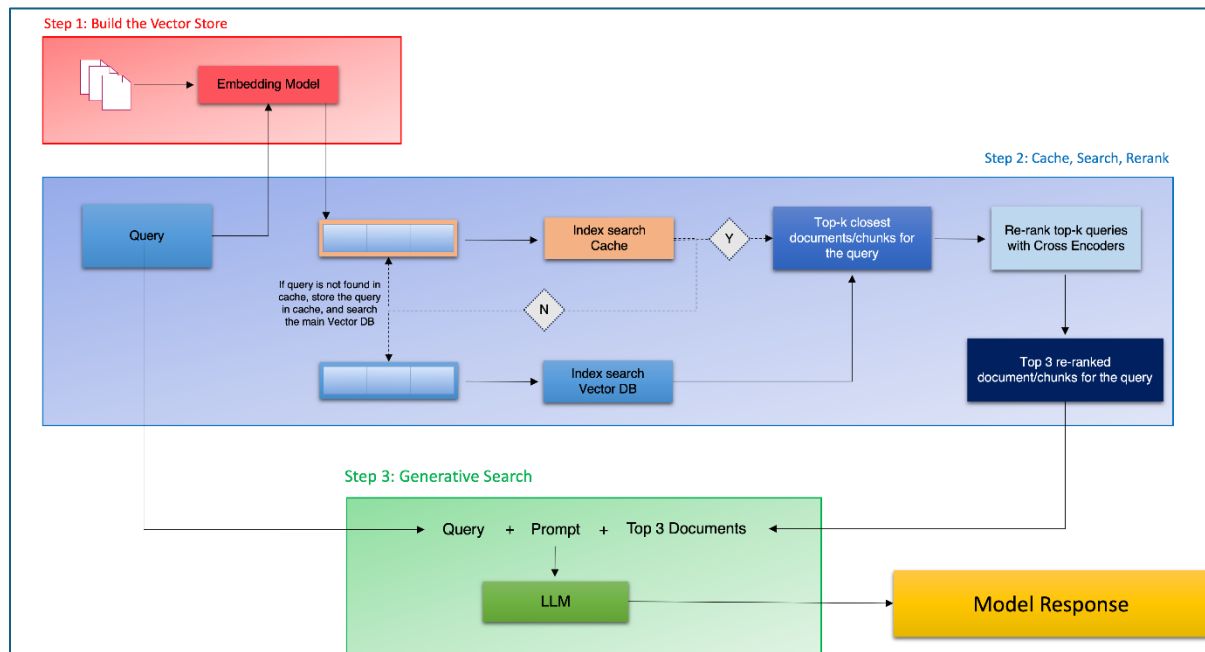 Step 1: Build the Vector Store
Embedding Model
Step 2: Cache, Search, Rerank
Query
Index search
Cache
Y
Top-k closest
documents/chunks for
the query
Re-rank top-k queries
with Cross Encoders
If query is not found in
cache, store the query
in cache, and search
the main Vector DB
N
Index search
Vector DB
Top 3 re-ranked
document/chunks for the query
Step 3: Generative Search
Query + Prompt + Top 3 Documents
LLM
Model Response